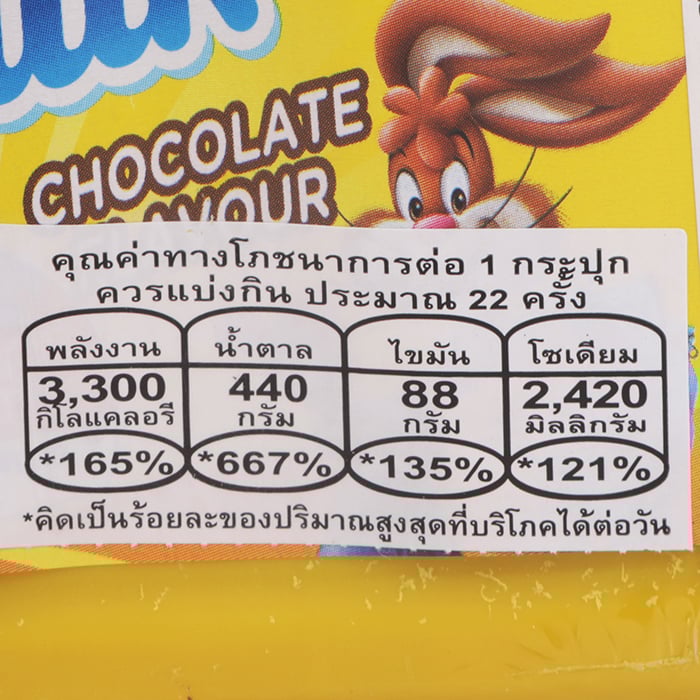 CHOCOLATE
FLAVOUR
คุณค่าทางโภชนาการต่อ 1 กระปุก
ควรแบ่งกิน ประมาณ 22 ครั้ง
พลังงาน น้ำตาล ไขมัน โซเดียม
3,300 440 88 2,420
กิโลแคลอรี กรัม กรัม มิลลิกรัม
*165% *667% *135% *121%
*คิดเป็นร้อยละของปริมาณสูงสุดที่บริโภคได้ต่อวัน